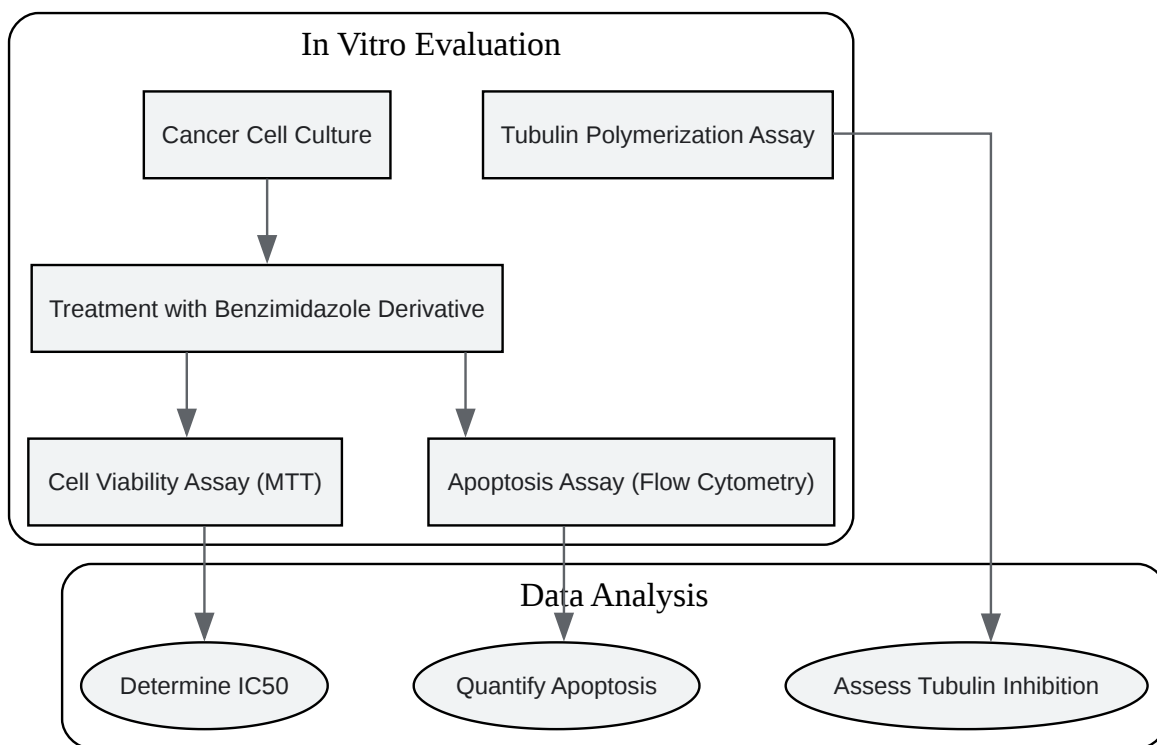 In Vitro Evaluation
Cancer Cell Culture
Tubulin Polymerization Assay
Treatment with Benzimidazole Derivative
Cell Viability Assay (MTT)
Apoptosis Assay (Flow Cytometry)
Data Analysis
Determine IC50
Quantify Apoptosis
Assess Tubulin Inhibition